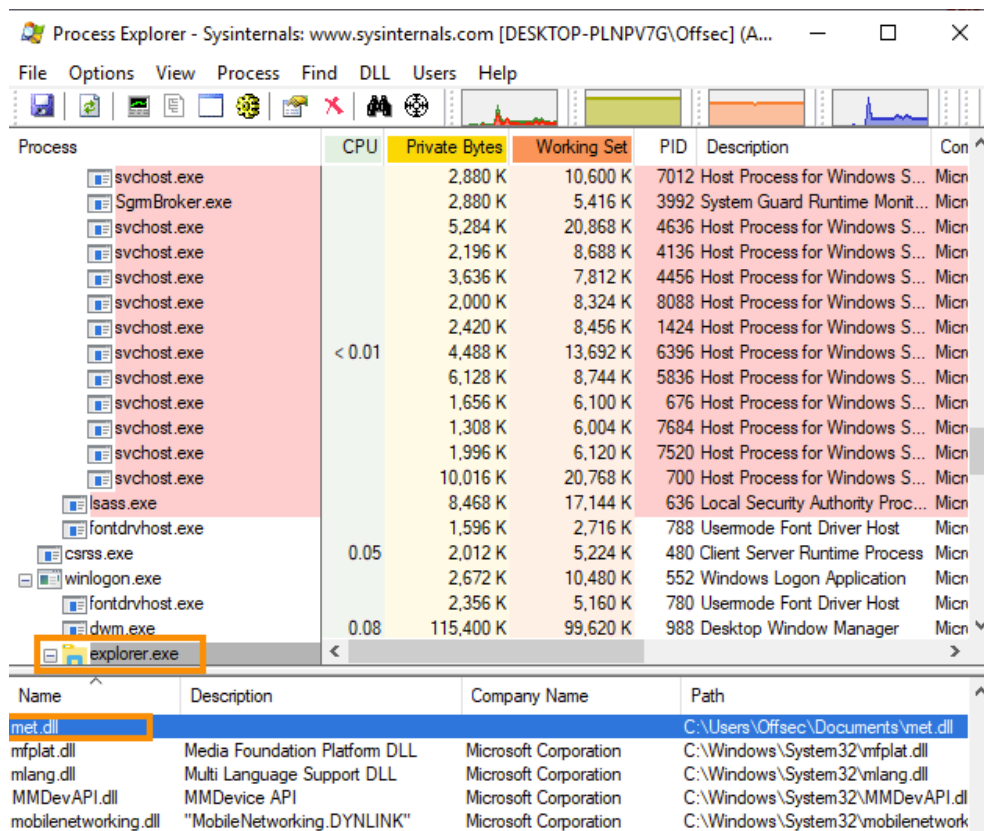 Process Explorer - Sysinternals: www.sysinternals.com [DESKTOP-PLNPV7G\Offsec] (A...
File Options View Process Find DLL Users Help
Process CPU Private Bytes Working Set PID Description Con
svchost.exe 2,880 K 10,600 K 7012 Host Process for Windows S... Micr
SgrmBroker.exe 2,880 K 5,416 K 3992 System Guard Runtime Monit... Micr
svchost.exe 5,284 K 20,868 K 4636 Host Process for Windows S... Micr
svchost.exe 2,196 K 8,688 K 4136 Host Process for Windows S... Micr
svchost.exe 3,636 K 7,812 K 4456 Host Process for Windows S... Micr
svchost.exe 2,000 K 8,324 K 8088 Host Process for Windows S... Micr
svchost.exe 2,420 K 8,456 K 1424 Host Process for Windows S... Micr
svchost.exe < 0.01 4,488 K 13,692 K 6396 Host Process for Windows S... Micr
svchost.exe 6,128 K 8,744 K 5836 Host Process for Windows S... Micr
svchost.exe 1,656 K 6,100 K 676 Host Process for Windows S... Micr
svchost.exe 1,308 K 6,004 K 7684 Host Process for Windows S... Micr
svchost.exe 1,996 K 6,120 K 7520 Host Process for Windows S... Micr
svchost.exe 10,016 K 20,768 K 700 Host Process for Windows S... Micr
lsass.exe 8,468 K 17,144 K 636 Local Security Authority Proc... Micr
fontdrvhost.exe 1,596 K 2,716 K 788 Usermode Font Driver Host Micr
csrss.exe 0.05 2,012 K 5,224 K 480 Client Server Runtime Process Micr
winlogon.exe 2,672 K 10,480 K 552 Windows Logon Application Micr
fontdrvhost.exe 2,356 K 5,160 K 780 Usermode Font Driver Host Micr
dwm.exe 0.08 115,400 K 99,620 K 988 Desktop Window Manager Micr
explorer.exe
Name Description Company Name Path
met.dll C:\Users\Offsec\Documents\met.dll
mfplat.dll Media Foundation Platform DLL Microsoft Corporation C:\Windows\System32\mfplat.dll
mlang.dll Multi Language Support DLL Microsoft Corporation C:\Windows\System32\mlang.dll
MMDevAPI.dll MMDevice API Microsoft Corporation C:\Windows\System32\MMDevAPI.dl
mobilenetworking.dll "MobileNetworking.DYNLINK" Microsoft Corporation C:\Windows\System32\mobilenetwork